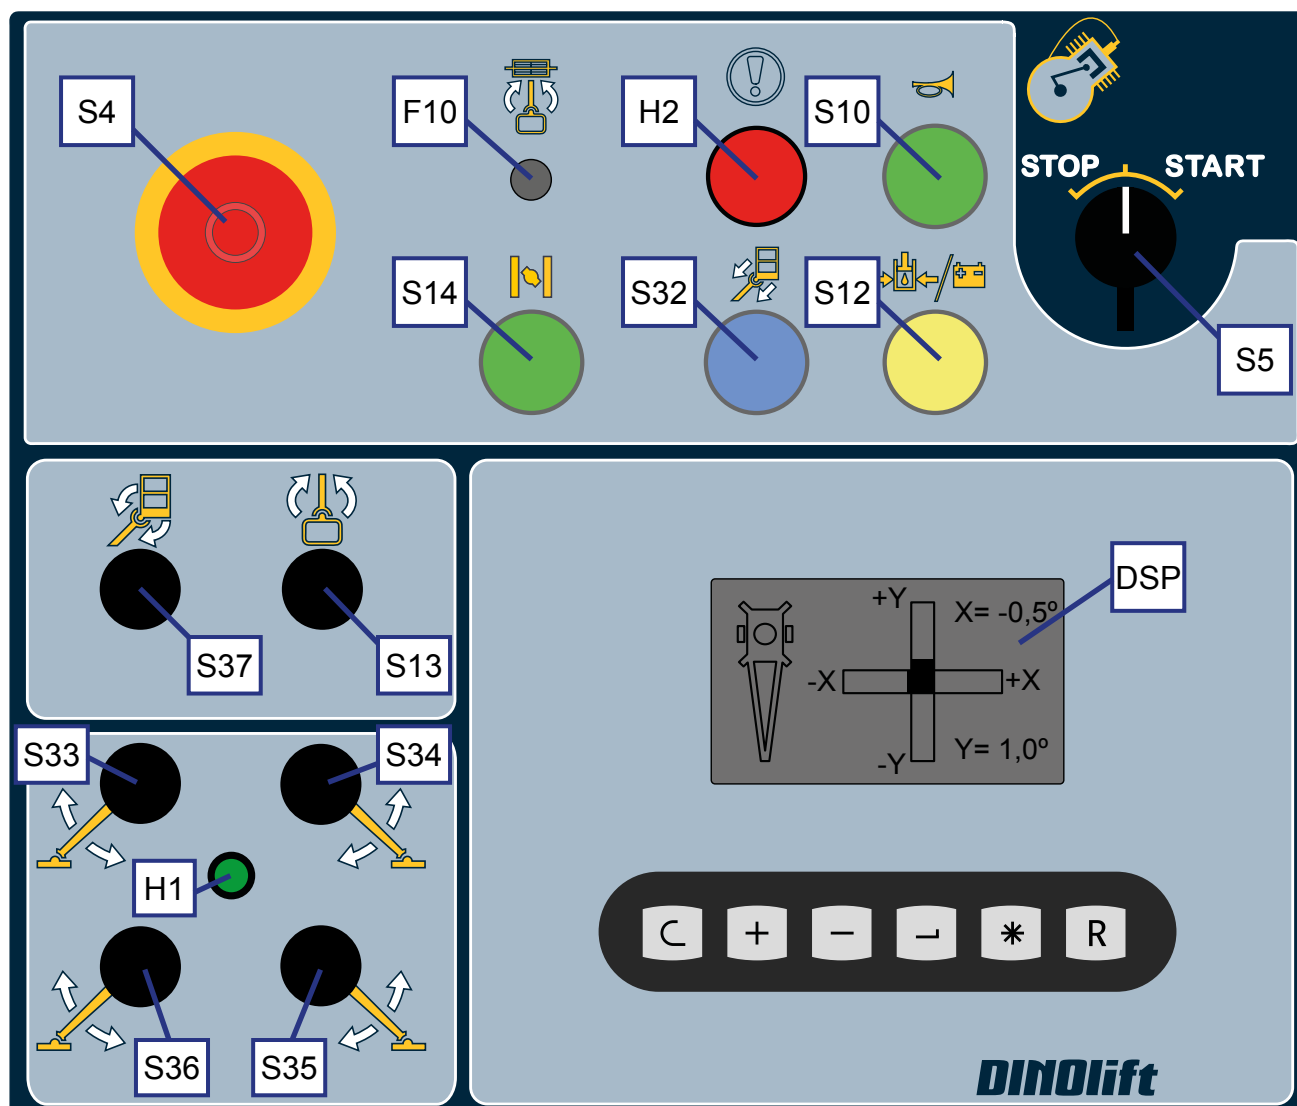 S4
F10
H2
S10
STOP
START
S14
S32
S12
S5
S37
S13
DSP
+Y
X= -0,5º
-X
+X
-Y
Y= 1,0º
S33
S34
H1
S36
S35
C + − ⏎ * R
DINOlift